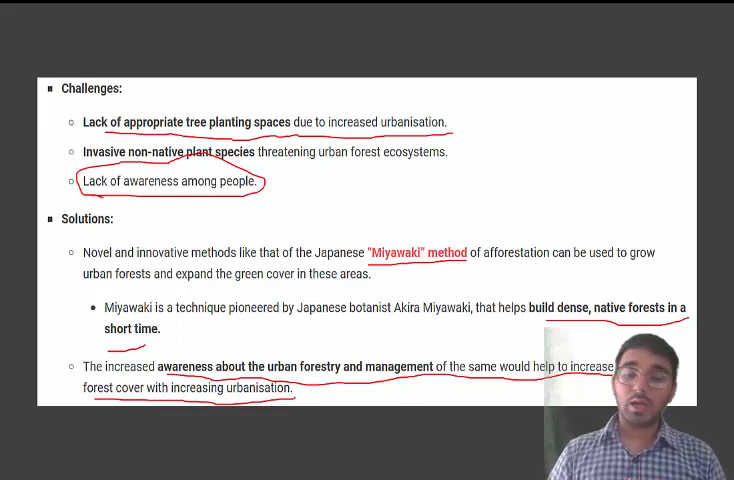 Challenges:
Lack of appropriate tree planting spaces due to increased urbanisation.
Invasive non-native plant species threatening urban forest ecosystems.
Lack of awareness among people.
Solutions:
Novel and innovative methods like that of the Japanese "Miyawaki" method of afforestation can be used to grow
urban forests and expand the green cover in these areas.
Miyawaki is a technique pioneered by Japanese botanist Akira Miyawaki, that helps build dense, native forests in a
short time.
The increased awareness about the urban forestry and management of the same would help to increase
forest cover with increasing urbanisation.